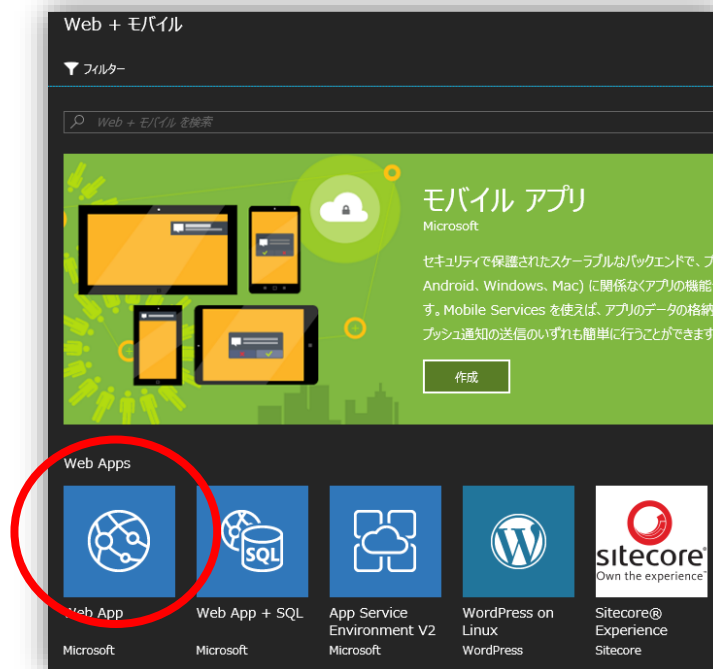 Web + モバイル
フィルター
Web + モバイル を検索
モバイル アプリ
Microsoft
セキュリティで保護されたスケーラブルなバックエンドで、プ
Android、Windows、Mac) に関係なくアプリの機能
す。Mobile Services を使えば、アプリのデータの格納
プッシュ通知の送信のいずれも簡単に行うことができます
作成
Web Apps
SQL
sitecore
Own the experience
Web App
Microsoft
Web App + SQL
Microsoft
App Service
Environment V2
Microsoft
WordPress on
Linux
WordPress
Sitecore®
Experience
Sitecore